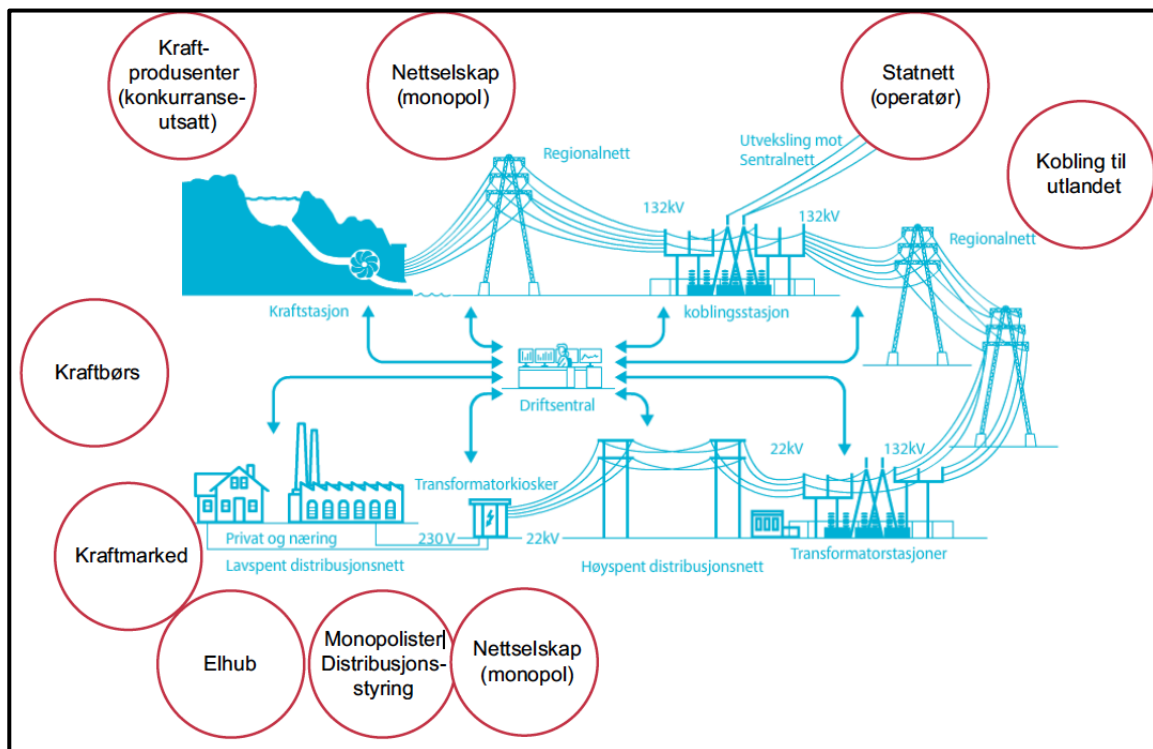 Kraft-
produsenter
(konkurranse-
utsatt)
Nettselskap
(monopol)
Statnett
(operatør)
Kobling til
utlandet
Utveksling mot
Sentralnett
Regionalnett
132kV
132kV
Regionalnett
Kraftstasjon
koblingsstasjon
Kraftbørs
Driftsentral
22kV
132kV
Transformatorkiosker
Privat og næring
230 V
22kV
Lavspent distribusjonsnett
Høyspent distribusjonsnett
Transformatorstasjoner
Kraftmarked
Elhub
Monopolister
Distribusjons-
styring
Nettselskap
(monopol)